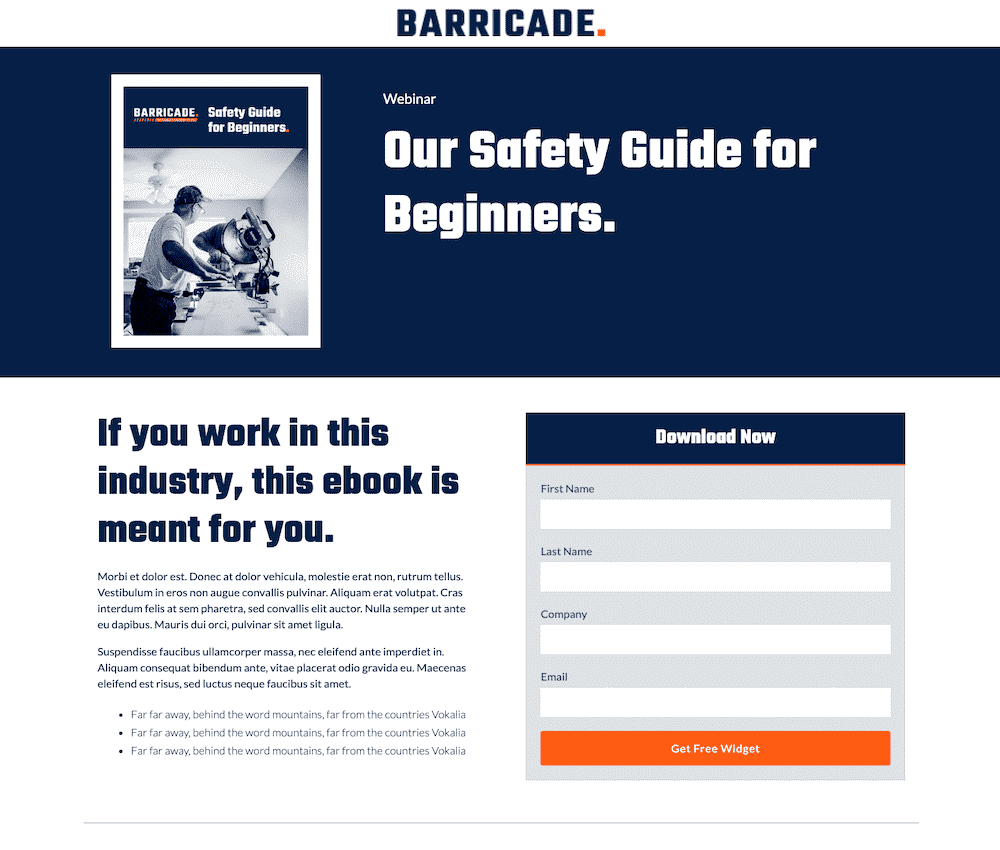 BARRICADE.
BARRICADE.
Safety Guide
for Beginners.
Webinar
Our Safety Guide for
Beginners.
If you work in this
industry, this ebook is
meant for you.
Morbi et dolor est. Donec at dolor vehicula, molestie erat non, rutrum tellus.
Vestibulum in eros non augue convallis pulvinar. Aliquam erat volutpat. Cras
interdum felis at sem pharetra, sed convallis elit auctor. Nulla semper ut ante
eu dapibus. Mauris dui orci, pulvinar sit amet ligula.
Suspendisse faucibus ullamcorper massa, nec eleifend ante imperdiet in.
Aliquam consequat bibendum ante, vitae placerat odio gravida eu. Maecenas
eleifend est risus, sed luctus neque faucibus sit amet.
• Far far away, behind the word mountains, far from the countries Vokalia
• Far far away, behind the word mountains, far from the countries Vokalia
• Far far away, behind the word mountains, far from the countries Vokalia
Download Now
First Name
Last Name
Company
Email
Get Free Widget